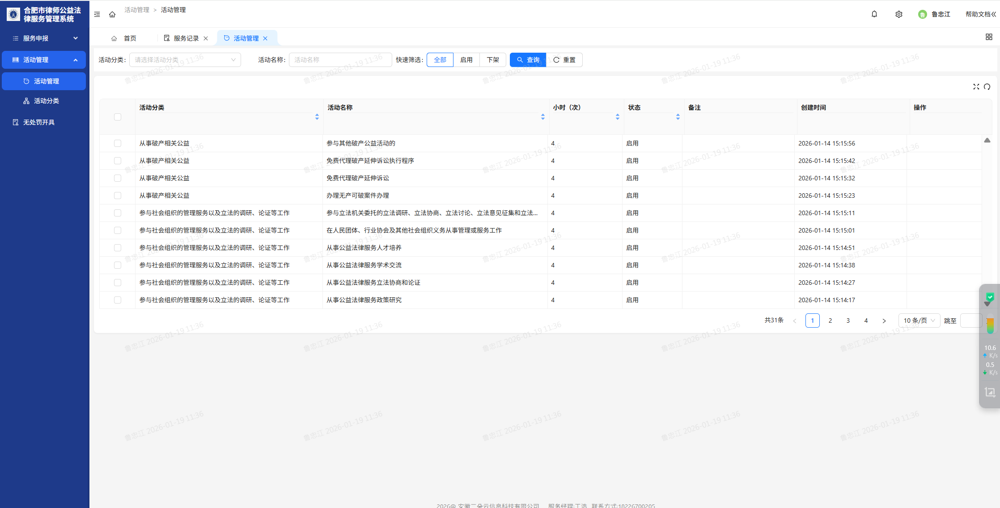 合肥市律师公益法
律服务管理系统
活动管理 > 活动管理
鲁
鲁忠江
帮助文档
服务申报
活动管理
活动管理
活动分类
无处罚开具
首页
服务记录
活动管理
活动分类：
请选择活动分类
活动名称：
活动名称
快速筛选：
全部
启用
下架
查询
重置
活动分类 活动名称 小时（次） 状态 备注 创建时间 操作
从事破产相关公益 参与其他破产公益活动的 4 启用 2026-01-14 15:15:56
从事破产相关公益 免费代理破产延伸诉讼执行程序 4 启用 2026-01-14 15:15:42
从事破产相关公益 免费代理破产延伸诉讼 4 启用 2026-01-14 15:15:32
从事破产相关公益 办理无产可破案件办理 4 启用 2026-01-14 15:15:23
参与社会组织的管理服务以及立法的调研、论证等工作 参与立法机关委托的立法调研、立法协商、立法讨论、立法意见征集和立法... 4 启用 2026-01-14 15:15:11
参与社会组织的管理服务以及立法的调研、论证等工作 在人民团体、行业协会及其他社会组织义务从事管理或服务工作 4 启用 2026-01-14 15:15:01
参与社会组织的管理服务以及立法的调研、论证等工作 从事公益法律服务人才培养 4 启用 2026-01-14 15:14:51
参与社会组织的管理服务以及立法的调研、论证等工作 从事公益法律服务学术交流 4 启用 2026-01-14 15:14:38
参与社会组织的管理服务以及立法的调研、论证等工作 从事公益法律服务立法协商和论证 4 启用 2026-01-14 15:14:27
参与社会组织的管理服务以及立法的调研、论证等工作 从事公益法律服务政策研究 4 启用 2026-01-14 15:14:17
共31条 < 1 2 3 4 > 10 条/页 跳至
10.6
K/s
0.5
K/s
鲁忠江 2026-01-19 11:36
2026@ 安徽二朵云信息科技有限公司 服务经理:王浩 联系方式:18226700205